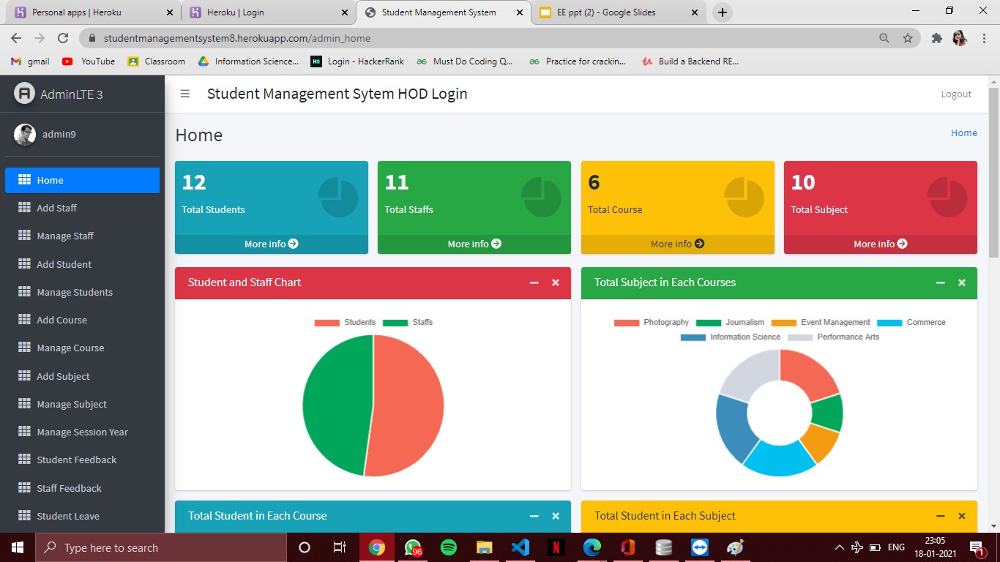 Personal apps | Heroku
Heroku | Login
Student Management System
EE ppt (2) - Google Slides
studentmanagementsystem8.herokuapp.com/admin_home
gmail YouTube Classroom Information Science... Login - HackerRank Must Do Coding Q... Practice for crackin... Build a Backend RE...
AdminLTE 3
admin9
Home
Add Staff
Manage Staff
Add Student
Manage Students
Add Course
Manage Course
Add Subject
Manage Subject
Manage Session Year
Student Feedback
Staff Feedback
Student Leave
Student Management Sytem HOD Login
Logout
Home
Home
12
Total Students
More info
11
Total Staffs
More info
6
Total Course
More info
10
Total Subject
More info
Student and Staff Chart
Students Staffs
Total Subject in Each Courses
Photography Journalism Event Management Commerce
Information Science Performance Arts
Total Student in Each Course
Total Student in Each Subject
Type here to search
96
ENG
23:05
18-01-2021
1